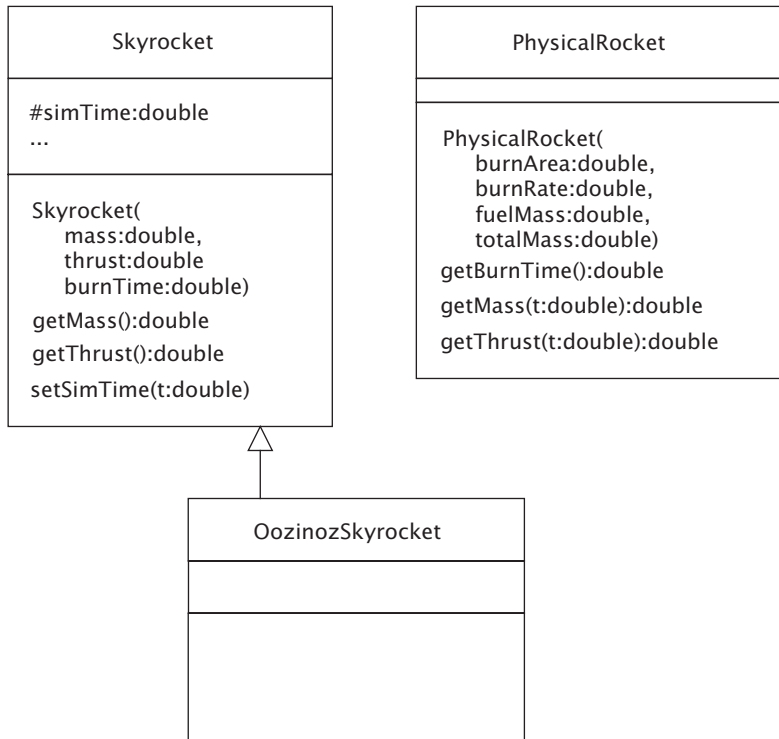 Skyrocket
#simTime:double
...
Skyrocket(
mass:double,
thrust:double
burnTime:double)
getMass():double
getThrust():double
setSimTime(t:double)
PhysicalRocket
PhysicalRocket(
burnArea:double,
burnRate:double,
fuelMass:double,
totalMass:double)
getBurnTime():double
getMass(t:double):double
getThrust(t:double):double
OozinozSkyrocket